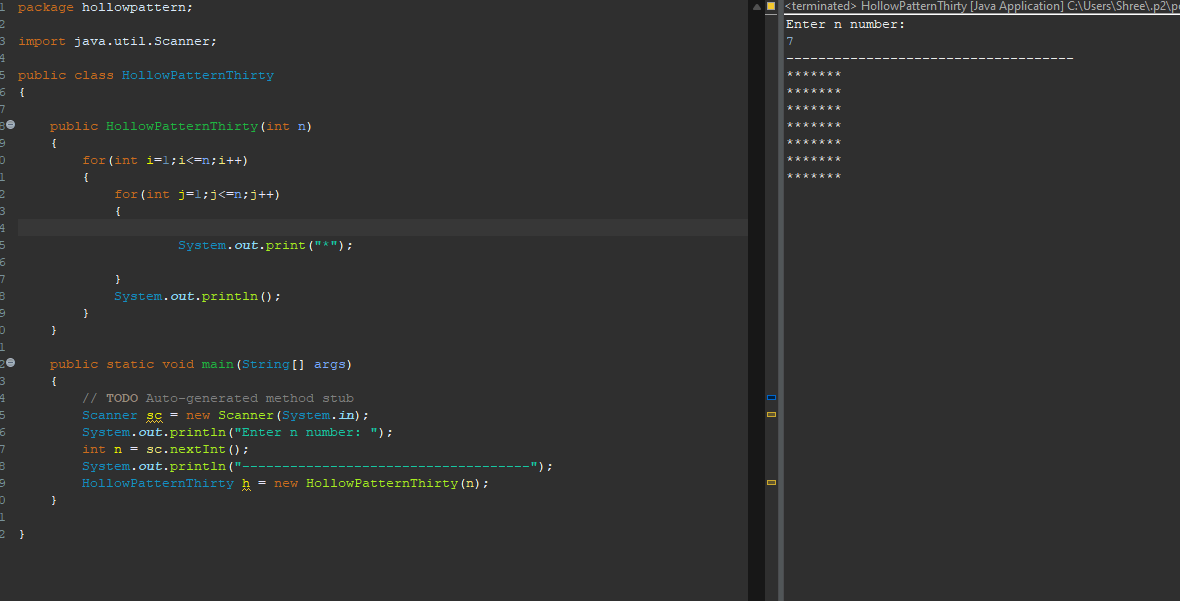 1 package hollowpattern;
2
3 import java.util.Scanner;
4
5 public class HollowPatternThirty
6 {
7
8 public HollowPatternThirty(int n)
9 {
0 for(int i=1;i<=n;i++)
1 {
2 for(int j=1;j<=n;j++)
3 {
4
5 System.out.print("*");
6
7 }
8 System.out.println();
9 }
0 }
1
2 public static void main(String[] args)
3 {
4 // TODO Auto-generated method stub
5 Scanner sc = new Scanner(System.in);
6 System.out.println("Enter n number: ");
7 int n = sc.nextInt();
8 System.out.println("------------------------------------");
9 HollowPatternThirty h = new HollowPatternThirty(n);
0 }
1
2 }
<terminated> HollowPatternThirty [Java Application] C:\Users\Shree\.p2\p
Enter n number:
7
------------------------------------
*******
*******
*******
*******
*******
*******
*******